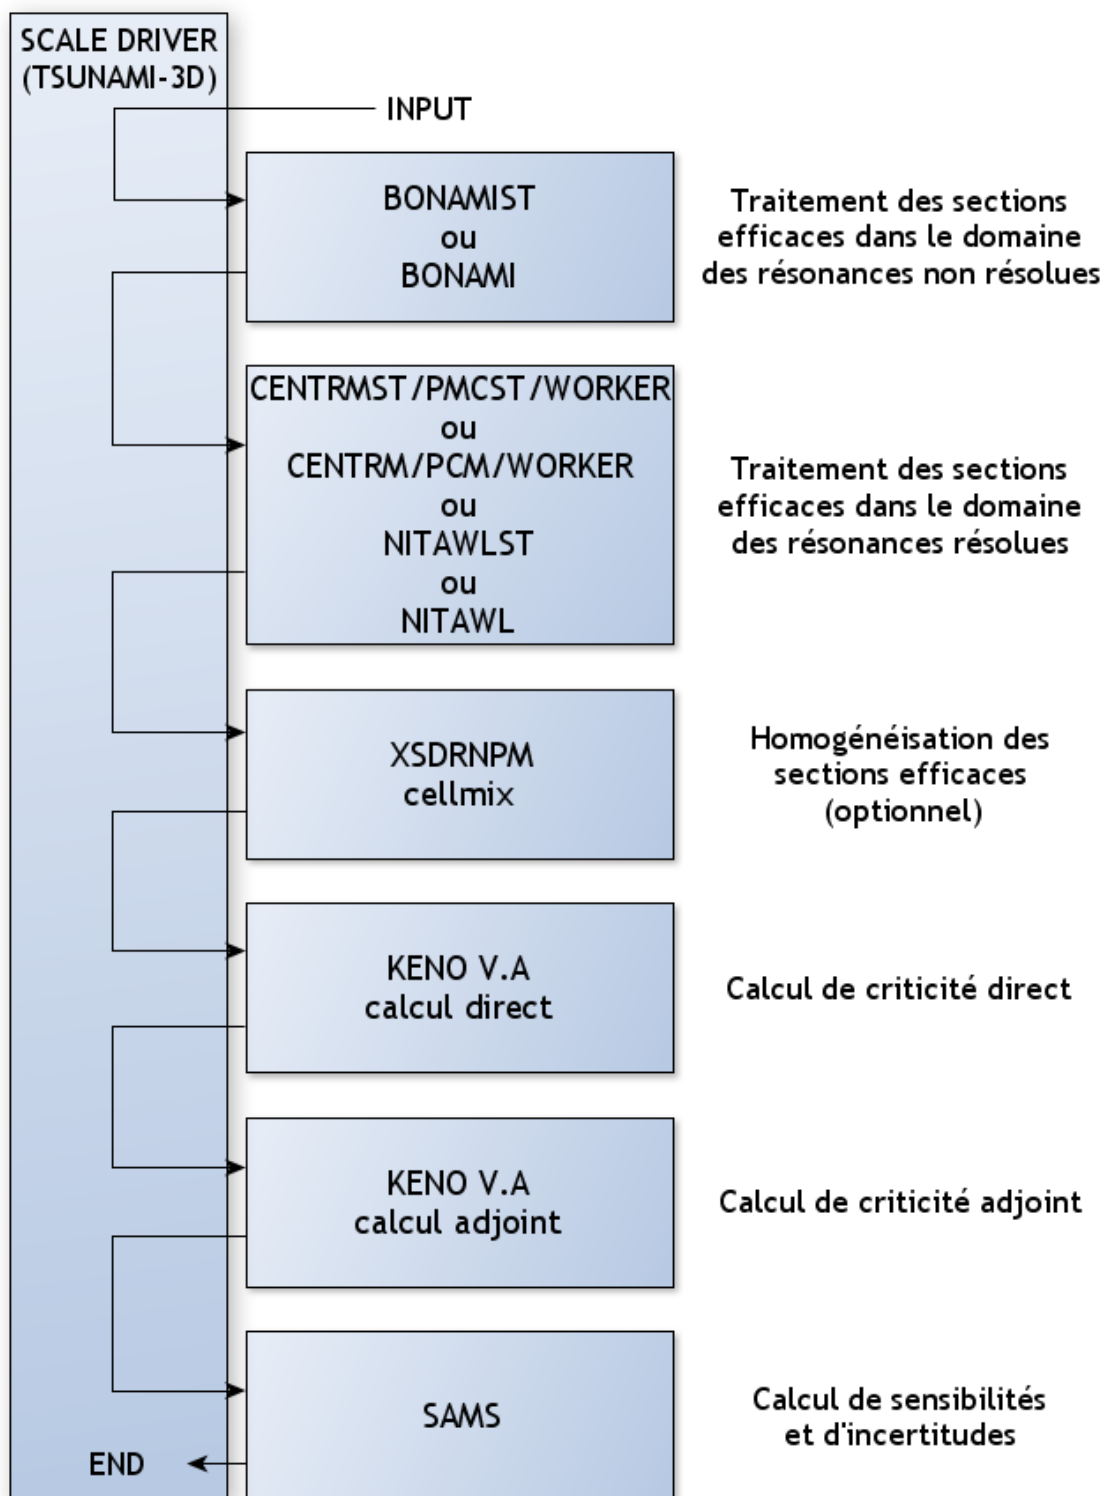 SCALE DRIVER
(TSUNAMI-3D)
INPUT
BONAMIST
ou
BONAMI
Traitement des sections
efficaces dans le domaine
des résonances non résolues
CENTRMST/PMCST/WORKER
ou
CENTRM/PCM/WORKER
ou
NITAWLST
ou
NITAWL
Traitement des sections
efficaces dans le domaine
des résonances résolues
XSDRNPM
cellmix
Homogénéisation des
sections efficaces
(optionnel)
KENO V.A
calcul direct
Calcul de criticité direct
KENO V.A
calcul adjoint
Calcul de criticité adjoint
SAMS
Calcul de sensibilités
et d'incertitudes
END